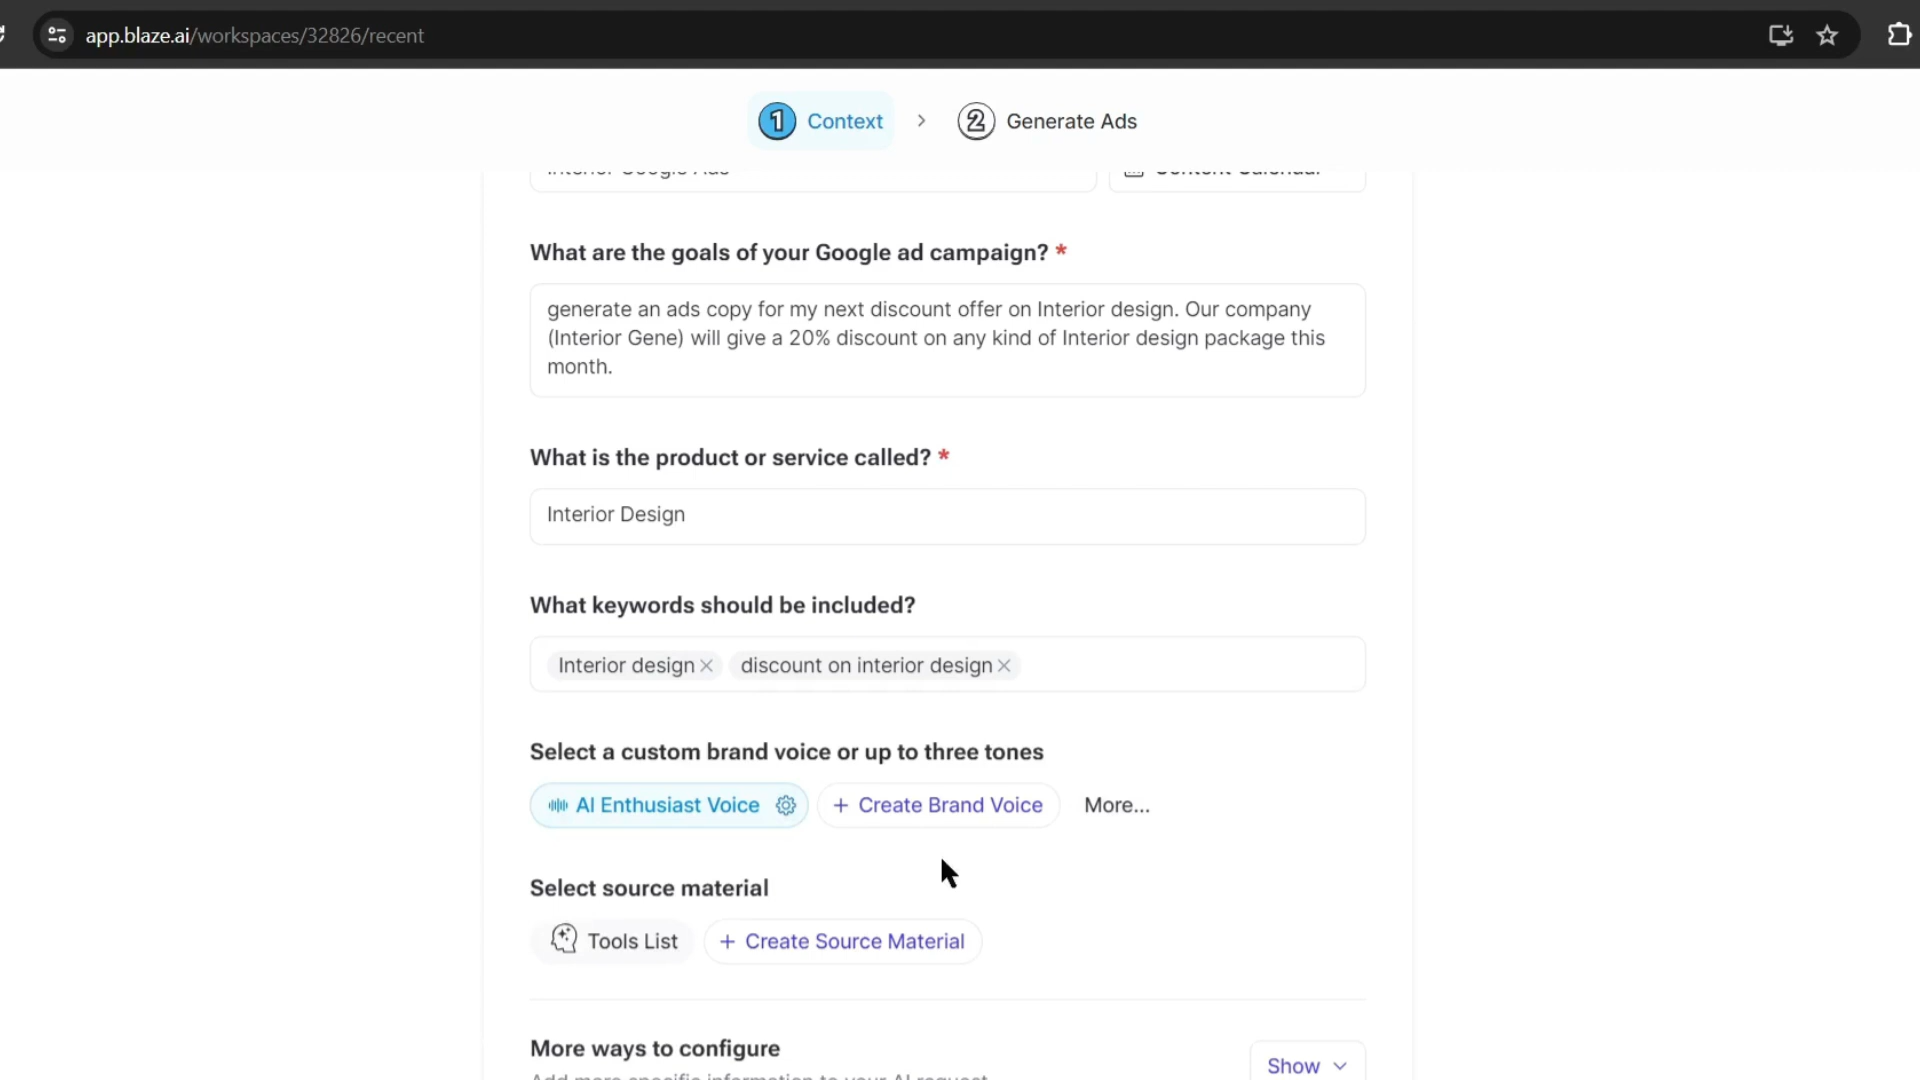 app.blaze.ai/workspaces/32826/recent
1 Context > 2 Generate Ads
Interior Google Ads
Content Calendar
What are the goals of your Google ad campaign? *
generate an ads copy for my next discount offer on Interior design. Our company
(Interior Gene) will give a 20% discount on any kind of Interior design package this
month.
What is the product or service called? *
Interior Design
What keywords should be included?
Interior design × discount on interior design ×
Select a custom brand voice or up to three tones
AI Enthusiast Voice + Create Brand Voice More...
Select source material
Tools List + Create Source Material
More ways to configure
Show
Add more specific information to your AI request